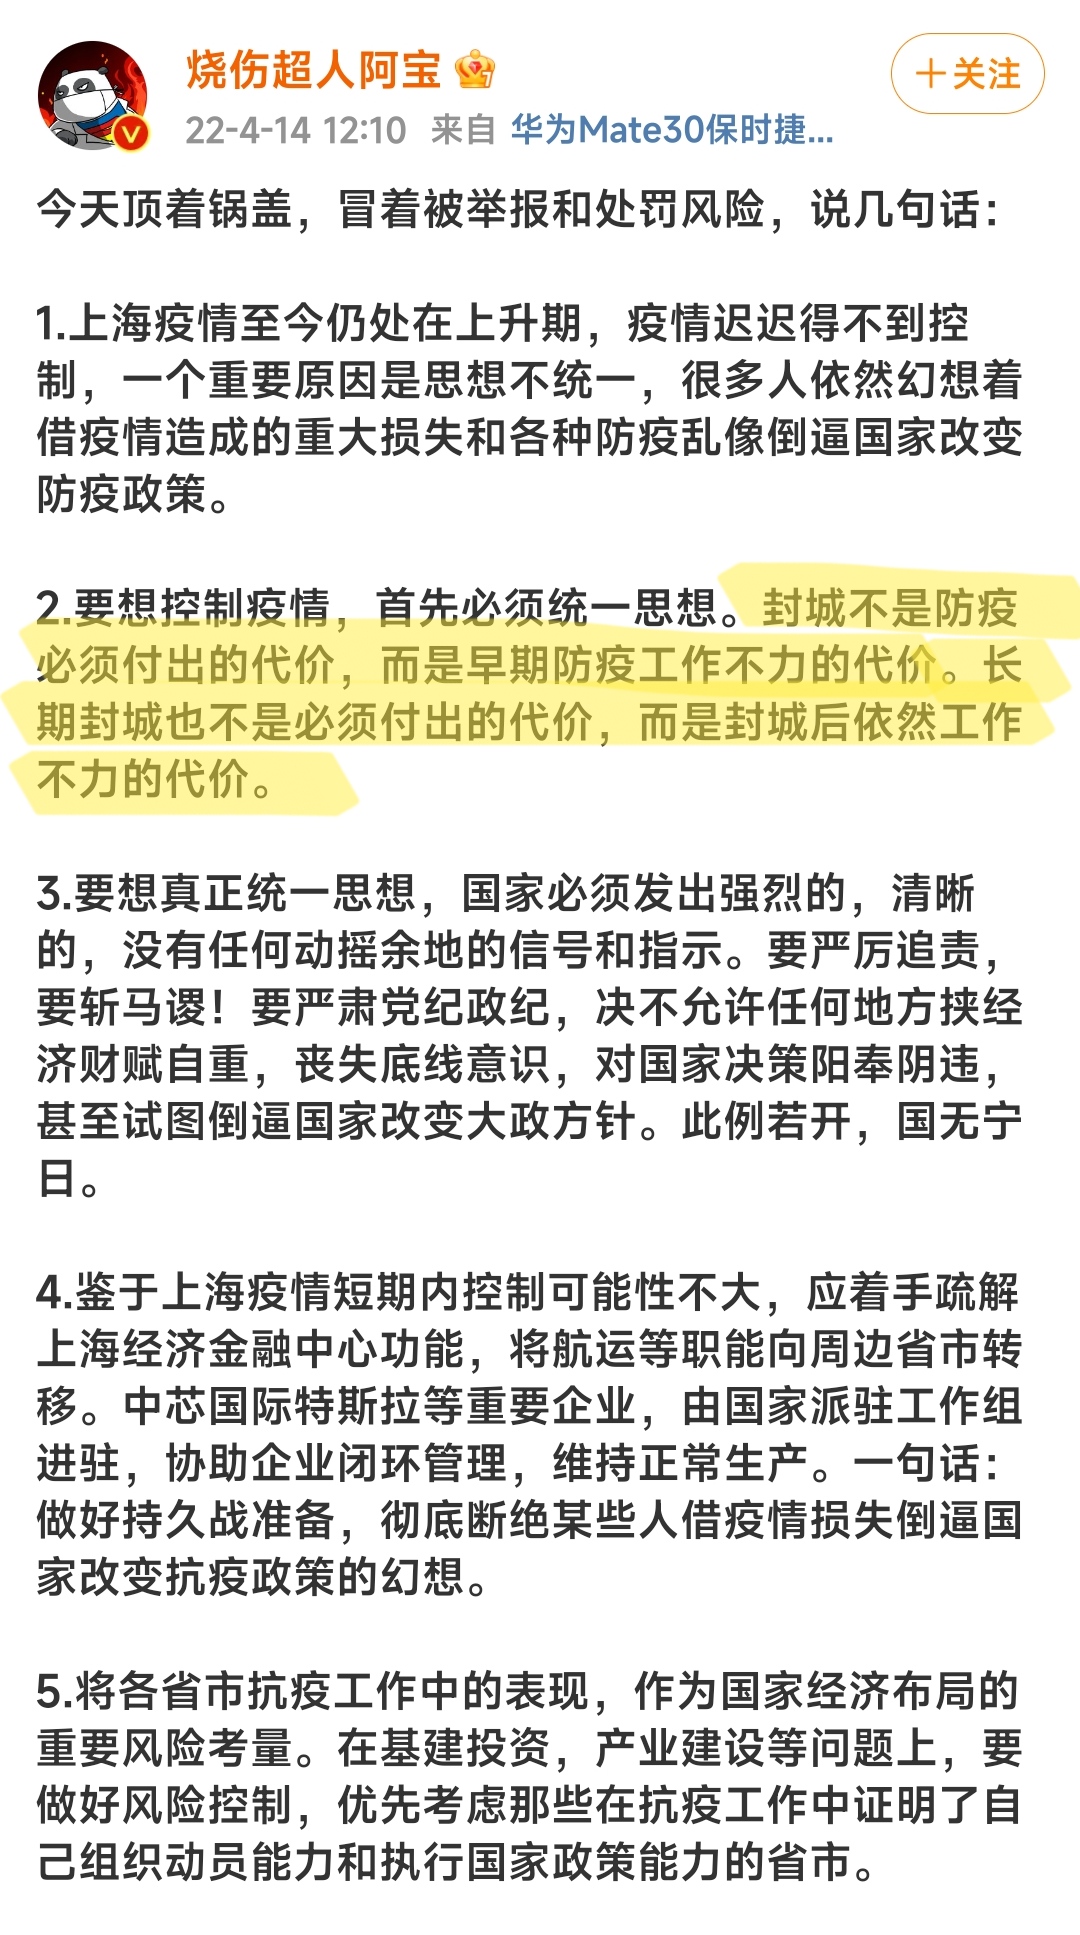 烧伤超人阿宝
＋关注
22-4-14 12:10 来自 华为Mate30保时捷...
今天顶着锅盖，冒着被举报和处罚风险，说几句话：
1.上海疫情至今仍处在上升期，疫情迟迟得不到控
制，一个重要原因是思想不统一，很多人依然幻想着
借疫情造成的重大损失和各种防疫乱像倒逼国家改变
防疫政策。
2.要想控制疫情，首先必须统一思想。封城不是防疫
必须付出的代价，而是早期防疫工作不力的代价。长
期封城也不是必须付出的代价，而是封城后依然工作
不力的代价。
3.要想真正统一思想，国家必须发出强烈的，清晰
的，没有任何动摇余地的信号和指示。要严厉追责，
要斩马谡！要严肃党纪政纪，决不允许任何地方挟经
济财赋自重，丧失底线意识，对国家决策阳奉阴违，
甚至试图倒逼国家改变大政方针。此例若开，国无宁
日。
4.鉴于上海疫情短期内控制可能性不大，应着手疏解
上海经济金融中心功能，将航运等职能向周边省市转
移。中芯国际特斯拉等重要企业，由国家派驻工作组
进驻，协助企业闭环管理，维持正常生产。一句话：
做好持久战准备，彻底断绝某些人借疫情损失倒逼国
家改变抗疫政策的幻想。
5.将各省市抗疫工作中的表现，作为国家经济布局的
重要风险考量。在基建投资，产业建设等问题上，要
做好风险控制，优先考虑那些在抗疫工作中证明了自
己组织动员能力和执行国家政策能力的省市。